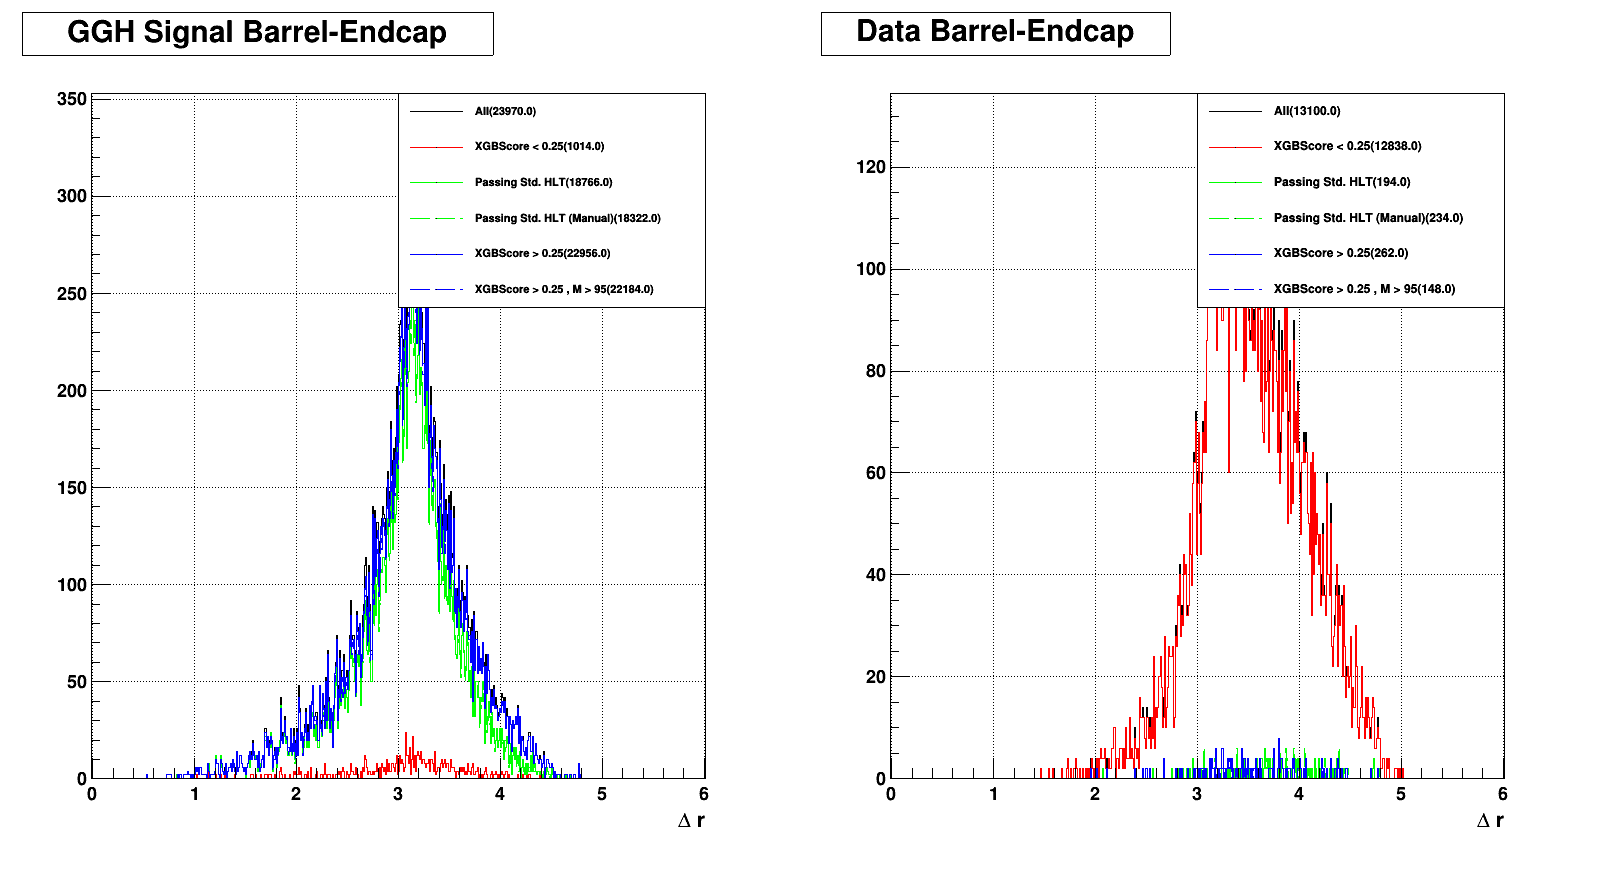 GGH Signal Barrel-Endcap
350
300
250
200
150
100
50
0
0 1 2 3 4 5 6
Δ r
All(23970.0)
XGBScore < 0.25(1014.0)
Passing Std. HLT(18766.0)
Passing Std. HLT (Manual)(18322.0)
XGBScore > 0.25(22956.0)
XGBScore > 0.25 , M > 95(22184.0)
Data Barrel-Endcap
120
100
80
60
40
20
0
0 1 2 3 4 5 6
Δ r
All(13100.0)
XGBScore < 0.25(12838.0)
Passing Std. HLT(194.0)
Passing Std. HLT (Manual)(234.0)
XGBScore > 0.25(262.0)
XGBScore > 0.25 , M > 95(148.0)